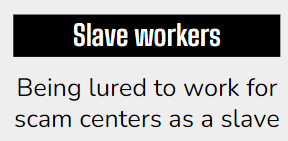 Slave workers
Being lured to work for
scam centers as a slave